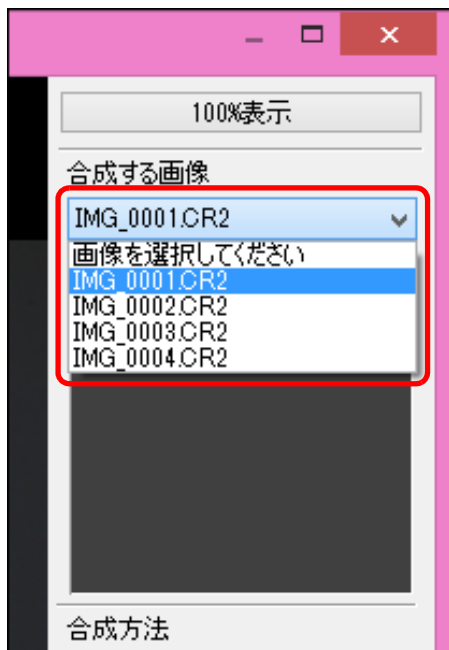 100%表示
合成する画像
IMG_0001.CR2
画像を選択してください
IMG_0001.CR2
IMG_0002.CR2
IMG_0003.CR2
IMG_0004.CR2
合成方法